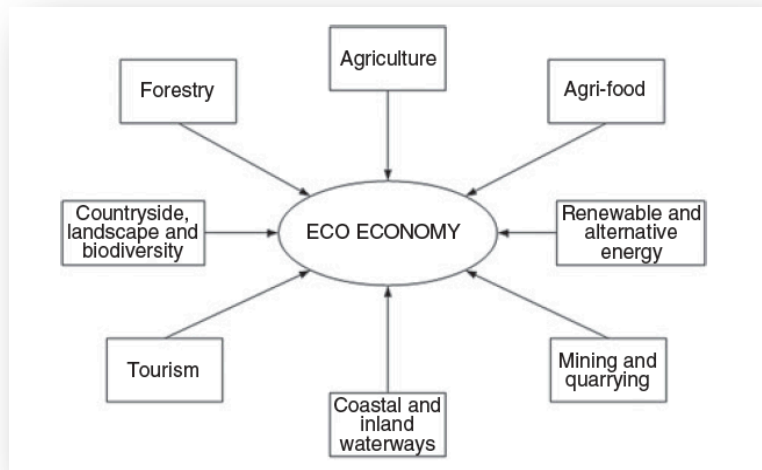 Agriculture
Forestry
Agri-food
Countryside,
landscape and
biodiversity
ECO ECONOMY
Renewable and
alternative
energy
Tourism
Coastal and
inland
waterways
Mining and
quarrying